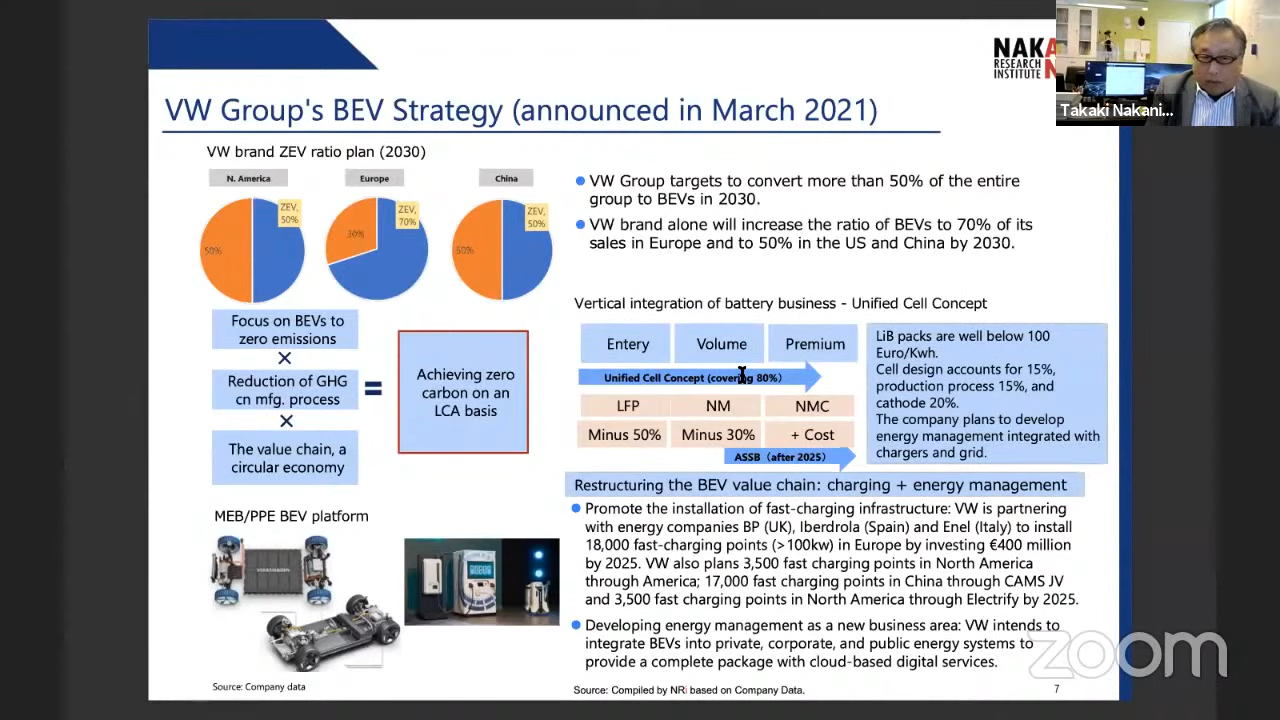 NAKA
RESEARCH
INSTITUTE N
Takaki Nakani...
VW Group's BEV Strategy (announced in March 2021)
VW brand ZEV ratio plan (2030)
N. America
Europe
China
ZEV, 50%
50%
ZEV, 70%
30%
ZEV, 50%
50%
Focus on BEVs to
zero emissions
×
Reduction of GHG
cn mfg. process
×
The value chain, a
circular economy
=
Achieving zero
carbon on an
LCA basis
MEB/PPE BEV platform
VOLKSWAGEN
Source: Company data
● VW Group targets to convert more than 50% of the entire
group to BEVs in 2030.
● VW brand alone will increase the ratio of BEVs to 70% of its
sales in Europe and to 50% in the US and China by 2030.
Vertical integration of battery business - Unified Cell Concept
Entery Volume Premium
Unified Cell Concept (covering 80%)
LFP NM NMC
Minus 50% Minus 30% + Cost
ASSB (after 2025)
LiB packs are well below 100
Euro/Kwh.
Cell design accounts for 15%,
production process 15%, and
cathode 20%.
The company plans to develop
energy management integrated with
chargers and grid.
Restructuring the BEV value chain: charging + energy management
● Promote the installation of fast-charging infrastructure: VW is partnering
with energy companies BP (UK), Iberdrola (Spain) and Enel (Italy) to install
18,000 fast-charging points (>100kw) in Europe by investing €400 million
by 2025. VW also plans 3,500 fast charging points in North America
through America; 17,000 fast charging points in China through CAMS JV
and 3,500 fast charging points in North America through Electrify by 2025.
● Developing energy management as a new business area: VW intends to
integrate BEVs into private, corporate, and public energy systems to
provide a complete package with cloud-based digital services.
zoom
Source: Compiled by NRi based on Company Data.
7